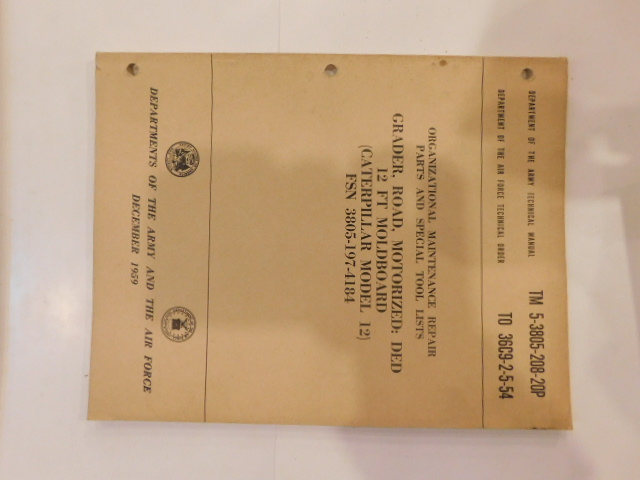 DEPARTMENT OF THE ARMY TECHNICAL MANUAL TM 5-3805-208-20P
DEPARTMENT OF THE AIR FORCE TECHNICAL ORDER TO 36C9-2-5-54
ORGANIZATIONAL MAINTENANCE REPAIR
PARTS AND SPECIAL TOOL LISTS
GRADER, ROAD, MOTORIZED: DED
12 FT MOLDBOARD
(CATERPILLAR MODEL 12)
FSN 3805-197-4184
DEPARTMENTS OF THE ARMY AND THE AIR FORCE
DECEMBER 1959